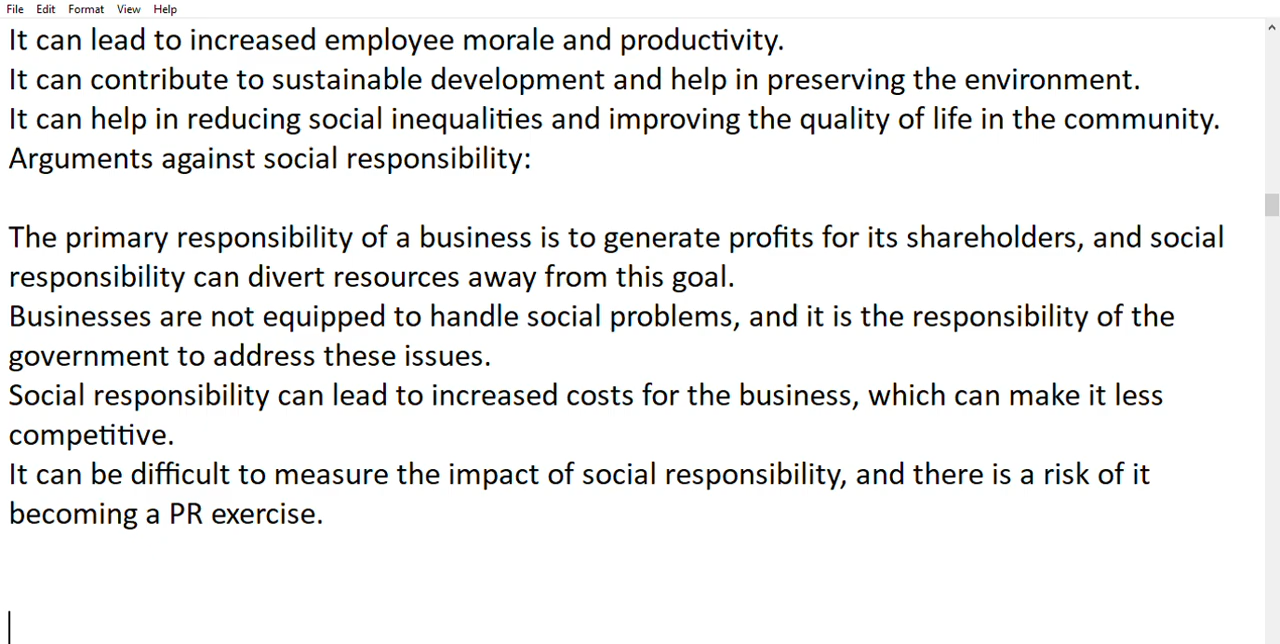 File Edit Format View Help
It can lead to increased employee morale and productivity.
It can contribute to sustainable development and help in preserving the environment.
It can help in reducing social inequalities and improving the quality of life in the community.
Arguments against social responsibility:
The primary responsibility of a business is to generate profits for its shareholders, and social
responsibility can divert resources away from this goal.
Businesses are not equipped to handle social problems, and it is the responsibility of the
government to address these issues.
Social responsibility can lead to increased costs for the business, which can make it less
competitive.
It can be difficult to measure the impact of social responsibility, and there is a risk of it
becoming a PR exercise.